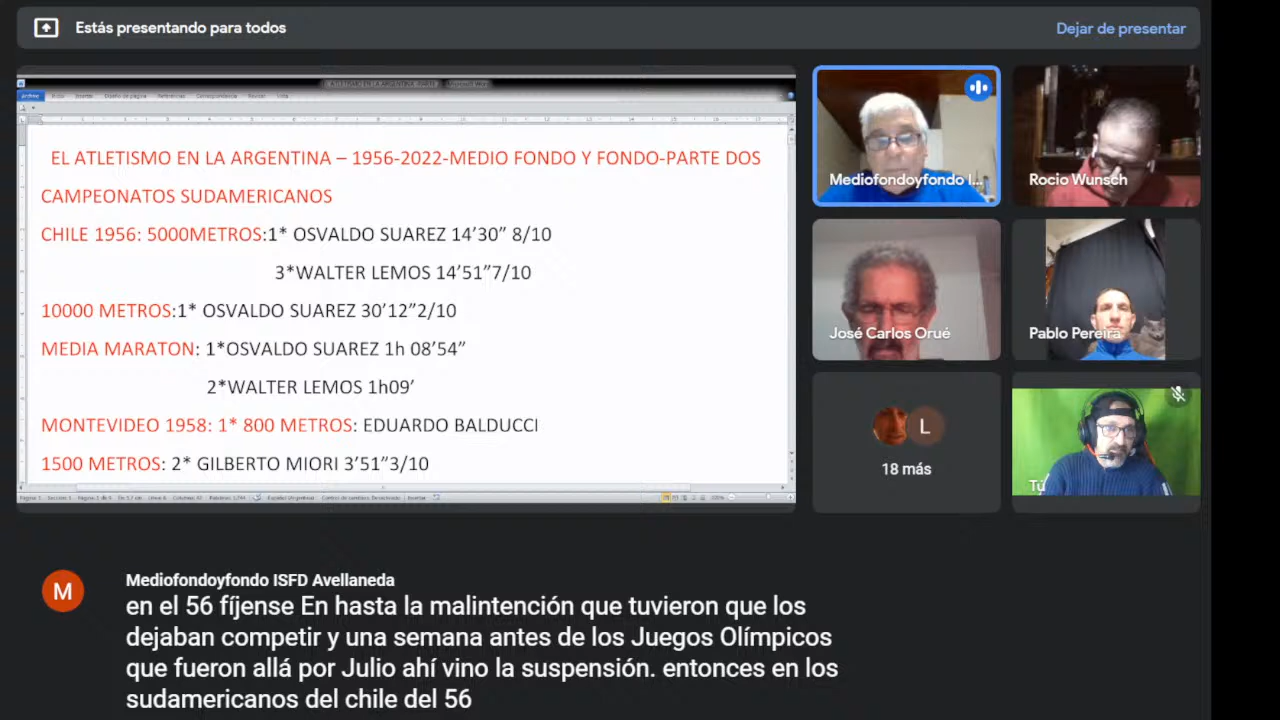 Estás presentando para todos
Dejar de presentar
Archivo
EL ATLETISMO EN LA ARGENTINA – 1956-2022-MEDIO FONDO Y FONDO-PARTE DOS
CAMPEONATOS SUDAMERICANOS
CHILE 1956: 5000METROS:1* OSVALDO SUAREZ 14’30” 8/10
3*WALTER LEMOS 14’51”7/10
10000 METROS:1* OSVALDO SUAREZ 30’12”2/10
MEDIA MARATON: 1*OSVALDO SUAREZ 1h 08’54”
2*WALTER LEMOS 1h09’
MONTEVIDEO 1958: 1* 800 METROS: EDUARDO BALDUCCI
1500 METROS: 2* GILBERTO MIORI 3’51”3/10
Mediofondoyfondo I...
Rocio Wunsch
José Carlos Orué
Pablo Pereira
L
18 más
Tú
M
Mediofondoyfondo ISFD Avellaneda
en el 56 fíjense En hasta la malintención que tuvieron que los
dejaban competir y una semana antes de los Juegos Olímpicos
que fueron allá por Julio ahí vino la suspensión. entonces en los
sudamericanos del chile del 56